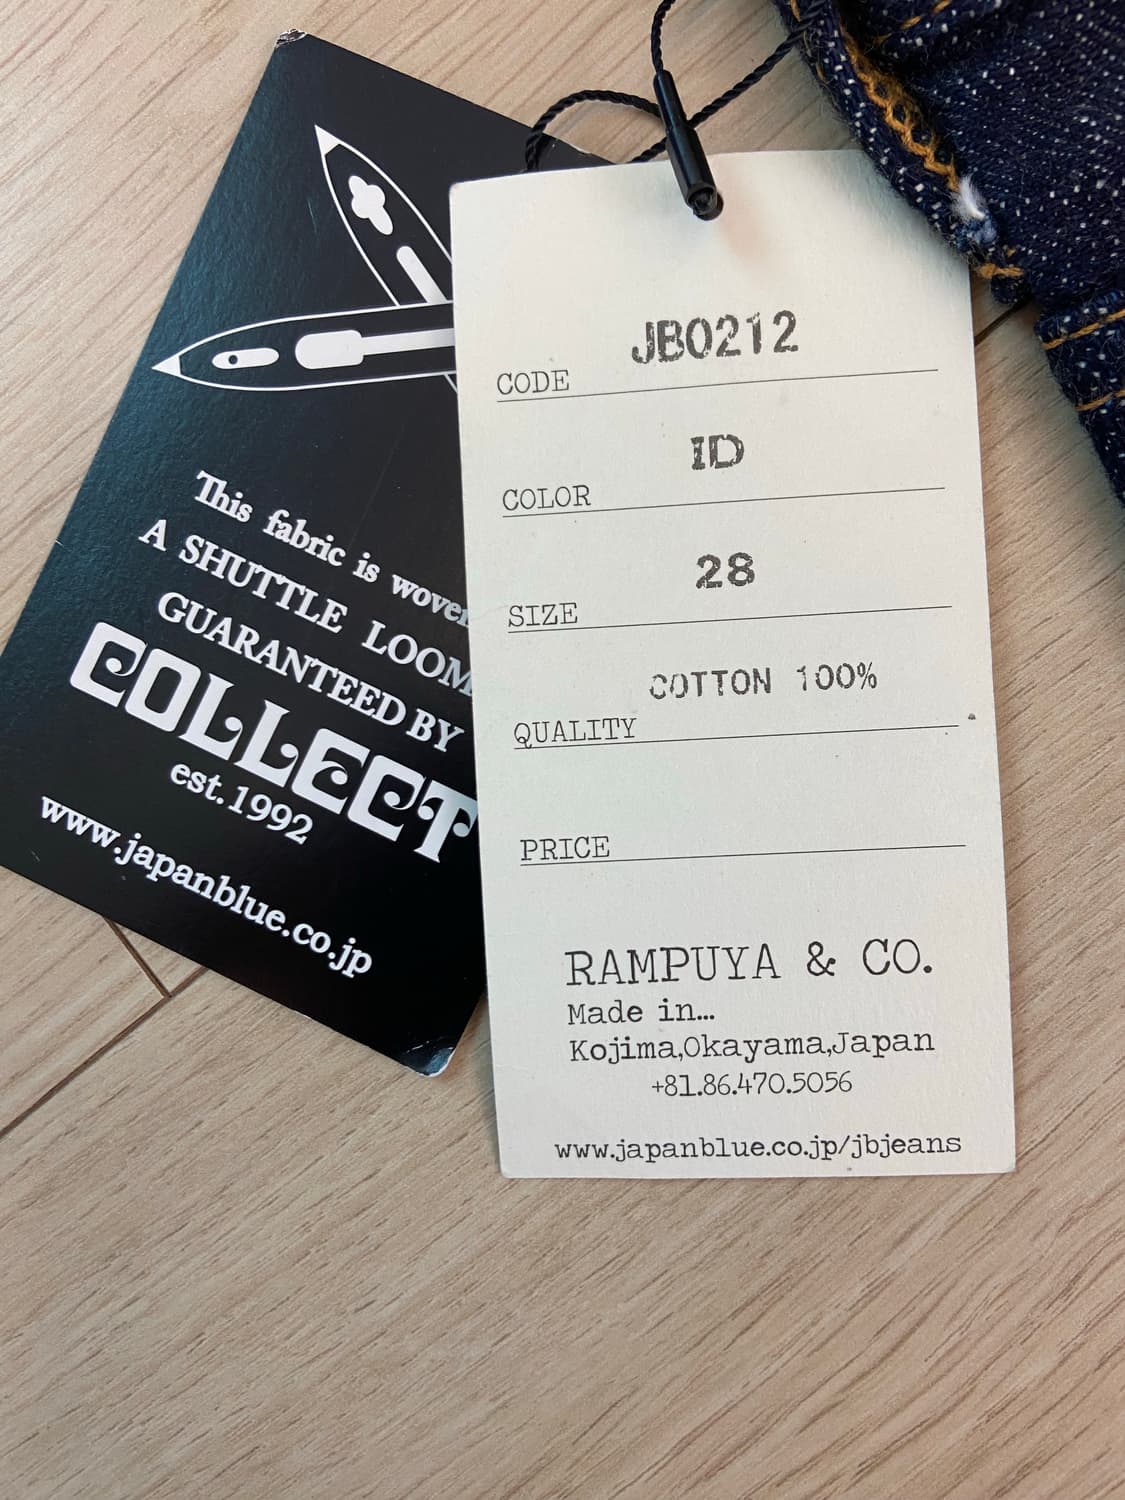 This fabric is woven
A SHUTTLE LOOM
GUARANTEED BY
COLLECT
est.1992
www.japanblue.co.jp
JB0212
CODE
ID
COLOR
28
SIZE
COTTON 100%
QUALITY
PRICE
RAMPUYA & CO.
Made in...
Kojima,Okayama,Japan
+81.86.470.5056
www.japanblue.co.jp/jbjeans